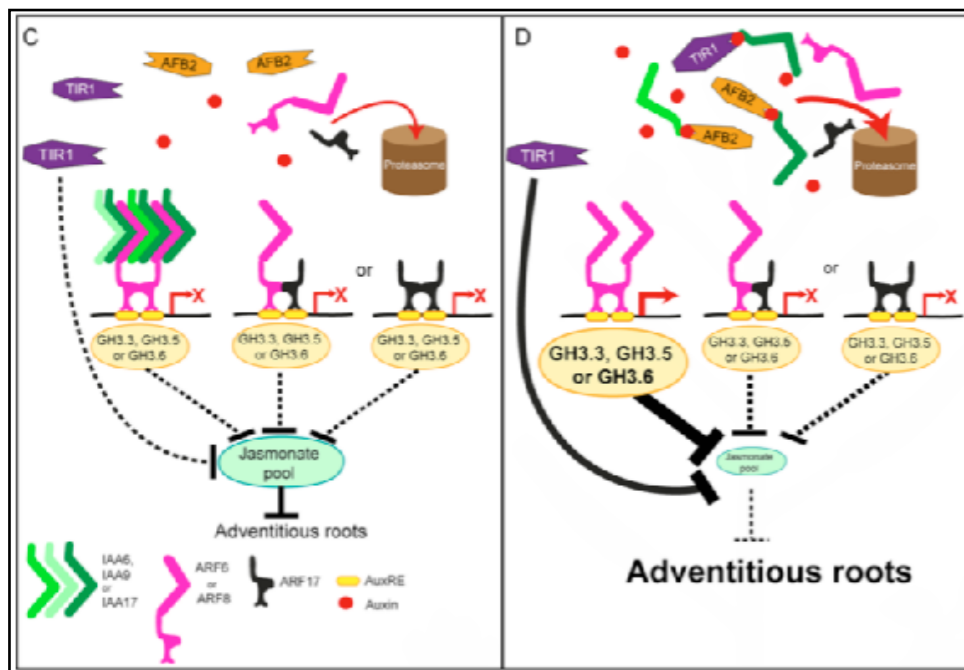 C
AFB2
AFB2
TIR1
TIR1
Proteasome
or
X
X
X
GH3.3, GH3.5
or GH3.6
GH3.3, GH3.5
or GH3.6
GH3.3, GH3.5
or GH3.6
Jasmonate
pool
Adventitious roots
IAA6,
IAA9
or
IAA17
ARF6
or
ARF8
ARF17
AuxRE
Auxin
D
TIR1
AFB2
AFB2
TIR1
Proteasome
or
X
X
GH3.3, GH3.5
or GH3.6
GH3.3, GH3.5
or GH3.6
GH3.3, GH3.5
or GH3.6
Jasmonate
pool
Adventitious roots